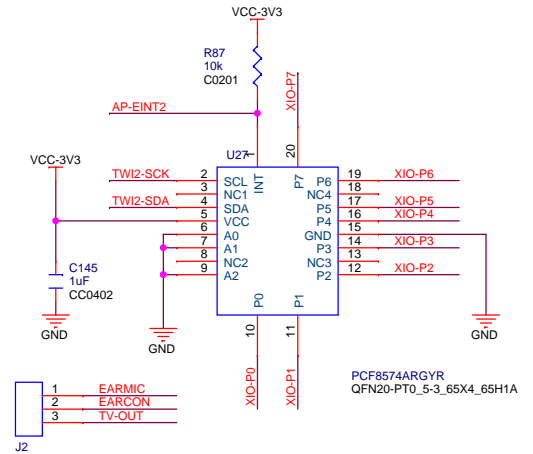 VCC-3V3
R87
10k
C0201
XIO-P7
AP-EINT2
U27
1
20
VCC-3V3
INT
P7
TWI2-SCK 2 SCL P6 19 XIO-P6
3 NC1 NC4 18
TWI2-SDA 4 SDA P5 17 XIO-P5
5 VCC P4 16 XIO-P4
6 A0 GND 15
7 A1 P3 14 XIO-P3
8 NC2 NC3 13
9 A2 P2 12 XIO-P2
C145
1uF
CC0402
P0
P1
10
11
GND
GND
GND
XIO-P0
XIO-P1
PCF8574ARGYR
QFN20-PT0_5-3_65X4_65H1A
1 EARMIC
2 EARCON
3 TV-OUT
J2